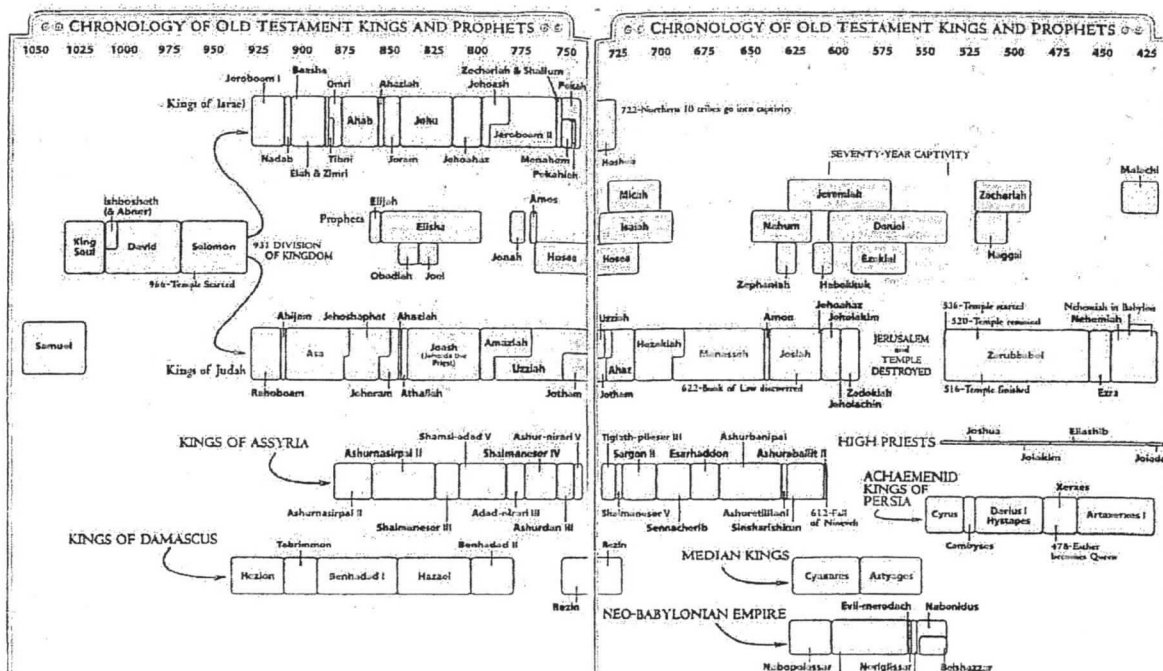 CHRONOLOGY OF OLD TESTAMENT KINGS AND PROPHETS
1050 1025 1000 975 950 900 875 840 825 800 775 750
Jeroboam I
Baasha
Omri
Ahaziah
Jehoash
Zechariah & Shallum
Pekah
Kings of Israel
Ahab
Jehu
Jeroboam II
Nadab
Elah & Zimri
Tibni
Joram
Jehoahaz
Menahem
Pekahiah
Ishbosheth
(& Abner)
Prophets
Elijah
Elisha
Amos
King
Saul
David
Solomon
931 DIVISION
OF KINGDOM
966-Temple Started
Obadiah
Joel
Jonah
Hosea
Samuel
Abijam
Jehoshaphat
Ahaziah
Kings of Judah
Asa
Joash
(Jehoiada the
Priest)
Amaziah
Uzziah
Rehoboam
Jehoram
Athaliah
Jotham
KINGS OF ASSYRIA
Shamsi-adad V
Ashur-nirari V
Ashurnasirpal II
Shalmaneser IV
Ashurnasirpal II
Shalmaneser III
Adad-nirari III
Ashurdan III
KINGS OF DAMASCUS
Tabrimmon
Benhadad II
Hezion
Benhadad I
Hazael
Rezin
CHRONOLOGY OF OLD TESTAMENT KINGS AND PROPHETS
725 700 675 650 625 600 575 550 525 500 475 450 425
722-Northern 10 tribes go into captivity
Hoshea
SEVENTY-YEAR CAPTIVITY
Malachi
Micah
Jeremiah
Zechariah
Isaiah
Nahum
Daniel
Hosea
Ezekiel
Haggai
Zephaniah
Habakkuk
Uzziah
Amon
Jehoahaz
Jehoiakim
JERUSALEM
and
TEMPLE
DESTROYED
536-Temple started
520-Temple resumed
Nehemiah in Babylon
Nehemiah
Ahaz
Hezekiah
Manasseh
Josiah
Zerubbabel
Jotham
622-Book of Law discovered
Zedekiah
Jehoiachin
516-Temple finished
Ezra
Tiglath-pileser III
Ashurbanipal
Sargon II
Esarhaddon
Ashuruballit II
Shalmaneser V
Sennacherib
Ashuretililani
Sinsharishkun
612-Fall
of Nineveh
HIGH PRIESTS
Joshua
Eliashib
Joiakim
Joiada
ACHAEMENID
KINGS OF
PERSIA
Xerxes
Cyrus
Darius I
Hystapes
Artaxerxes I
Cambyses
478-Esther
becomes Queen
Rezin
MEDIAN KINGS
Cyaxares
Astyages
NEO-BABYLONIAN EMPIRE
Evil-merodach
Nabonidus
Nabopolassar
Neriglissar
Belshazzar